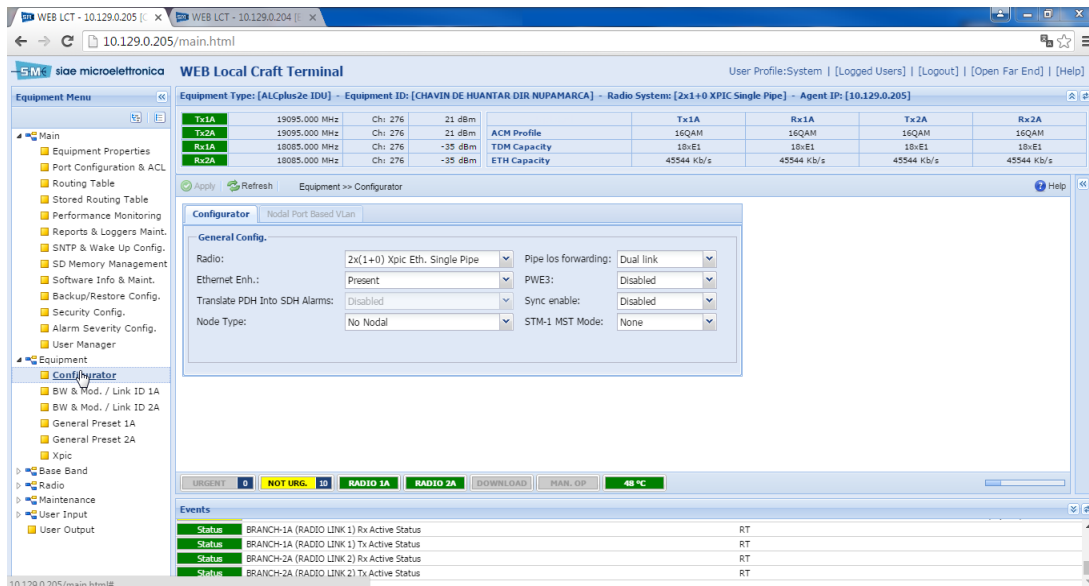 WEB LCT - 10.129.0.205 [C
WEB LCT - 10.129.0.204 [E
10.129.0.205/main.html
SM siae microelettronica
WEB Local Craft Terminal
User Profile:System | [Logged Users] | [Logout] | [Open Far End] | [Help]
Equipment Menu
Equipment Type: [ALCplus2e IDU] - Equipment ID: [CHAVIN DE HUANTAR DIR NUPAMARCA] - Radio System: [2x1+0 XPIC Single Pipe] - Agent IP: [10.129.0.205]
Tx1A 19095.000 MHz Ch: 276 21 dBm Tx1A Rx1A Tx2A Rx2A
Tx2A 19095.000 MHz Ch: 276 21 dBm ACM Profile 16QAM 16QAM 16QAM 16QAM
Rx1A 18085.000 MHz Ch: 276 -35 dBm TDM Capacity 18xE1 18xE1 18xE1 18xE1
Rx2A 18085.000 MHz Ch: 276 -35 dBm ETH Capacity 45544 Kb/s 45544 Kb/s 45544 Kb/s 45544 Kb/s
Main
Equipment Properties
Port Configuration & ACL
Routing Table
Stored Routing Table
Performance Monitoring
Reports & Loggers Maint.
SNTP & Wake Up Config.
SD Memory Management
Software Info & Maint.
Backup/Restore Config.
Security Config.
Alarm Severity Config.
User Manager
Equipment
Configurator
BW & Mod. / Link ID 1A
BW & Mod. / Link ID 2A
General Preset 1A
General Preset 2A
Xpic
Base Band
Radio
Maintenance
User Input
User Output
Apply Refresh Equipment >> Configurator Help
Configurator Nodal Port Based VLan
General Config.
Radio: 2x(1+0) Xpic Eth. Single Pipe Pipe los forwarding: Dual link
Ethernet Enh.: Present PWE3: Disabled
Translate PDH Into SDH Alarms: Disabled Sync enable: Disabled
Node Type: No Nodal STM-1 MST Mode: None
URGENT 0 NOT URG. 10 RADIO 1A RADIO 2A DOWNLOAD MAN. OP 48 °C
Events
Status BRANCH-1A (RADIO LINK 1) Rx Active Status RT
Status BRANCH-1A (RADIO LINK 1) Tx Active Status RT
Status BRANCH-2A (RADIO LINK 2) Rx Active Status RT
Status BRANCH-2A (RADIO LINK 2) Tx Active Status RT
10.129.0.205/main.html#